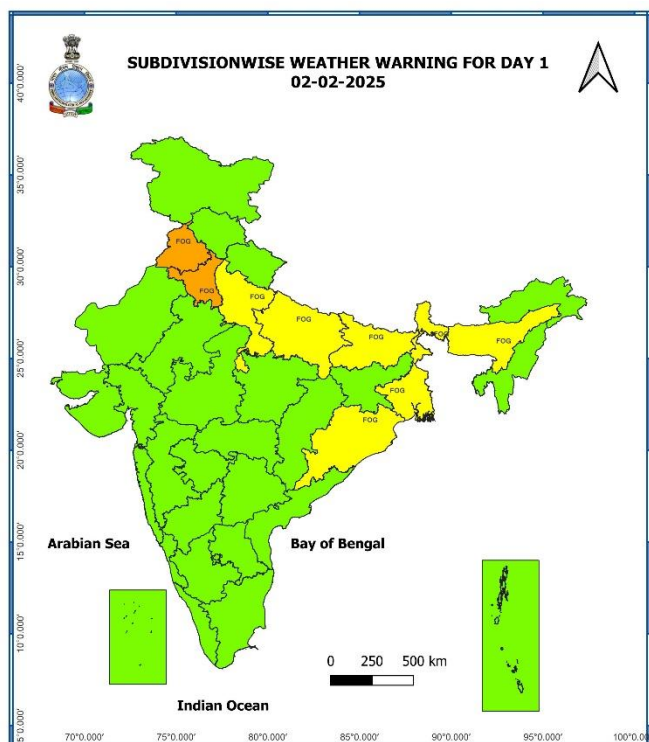 SUBDIVISIONWISE WEATHER WARNING FOR DAY 1
02-02-2025
40°0.000'
35°0.000'
30°0.000'
25°0.000'
20°0.000'
15°0.000'
10°0.000'
5°0.000'
FOG
FOG
FOG
FOG
FOG
FOG
FOG
FOG
FOG
Arabian Sea
Bay of Bengal
0 250 500 km
Indian Ocean
70°0.000' 75°0.000' 80°0.000' 85°0.000' 90°0.000' 95°0.000' 100°0.0